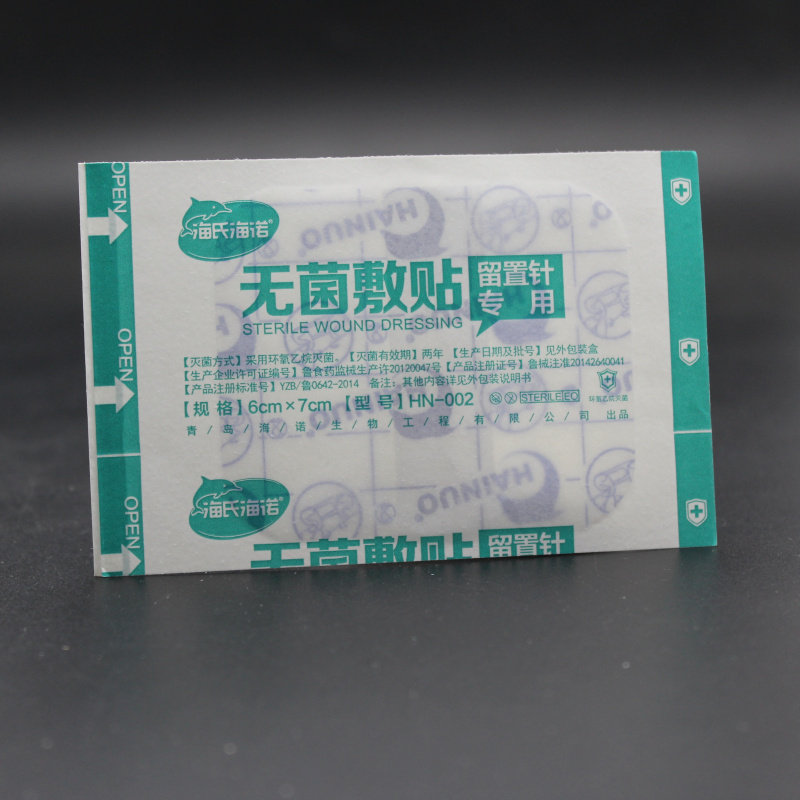 OPEN
海氏海诺®
HAINUO
无菌敷贴
留置针
专用
STERILE WOUND DRESSING
【灭菌方式】采用环氧乙烷灭菌。【灭菌有效期】两年 【生产日期及批号】见外包装盒
【生产企业许可证编号】鲁食药监械生产许20120047号【产品注册证号】鲁械注准20142640041
【产品注册标准号】YZB/鲁0642-2014 备注：其他内容详见外包装说明书
【规格】6cm×7cm【型号】HN-002
STERILE EO 环氧乙烷灭菌
青/岛/海/诺/生/物/工/程/有/限/公/司 出品
OPEN
HAINUO
海氏海诺®
OPEN
无菌敷贴
留置针